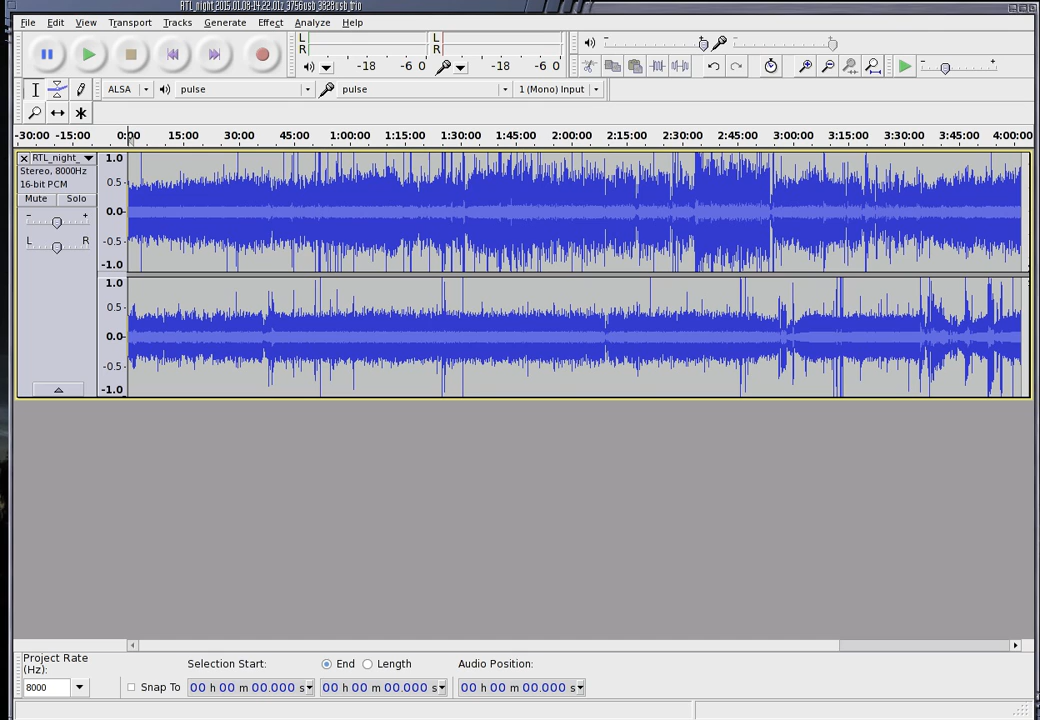 RTL_night_2015.01.08-14.22.01z_3756usb_3828usb_trio
File Edit View Transport Tracks Generate Effect Analyze Help
L
R
-18 -6 0
L
R
-18 -6 0
ALSA pulse pulse 1 (Mono) Input
-30:00 -15:00 0:00 15:00 30:00 45:00 1:00:00 1:15:00 1:30:00 1:45:00 2:00:00 2:15:00 2:30:00 2:45:00 3:00:00 3:15:00 3:30:00 3:45:00 4:00:00
RTL_night_
Stereo, 8000Hz
16-bit PCM
Mute Solo
- +
L R
1.0
0.5-
0.0-
-0.5-
-1.0
1.0
0.5-
0.0-
-0.5-
-1.0
Project Rate
(Hz):
8000
Snap To
Selection Start:
End
Length
Audio Position:
00 h 00 m 00.000 s
00 h 00 m 00.000 s
00 h 00 m 00.000 s